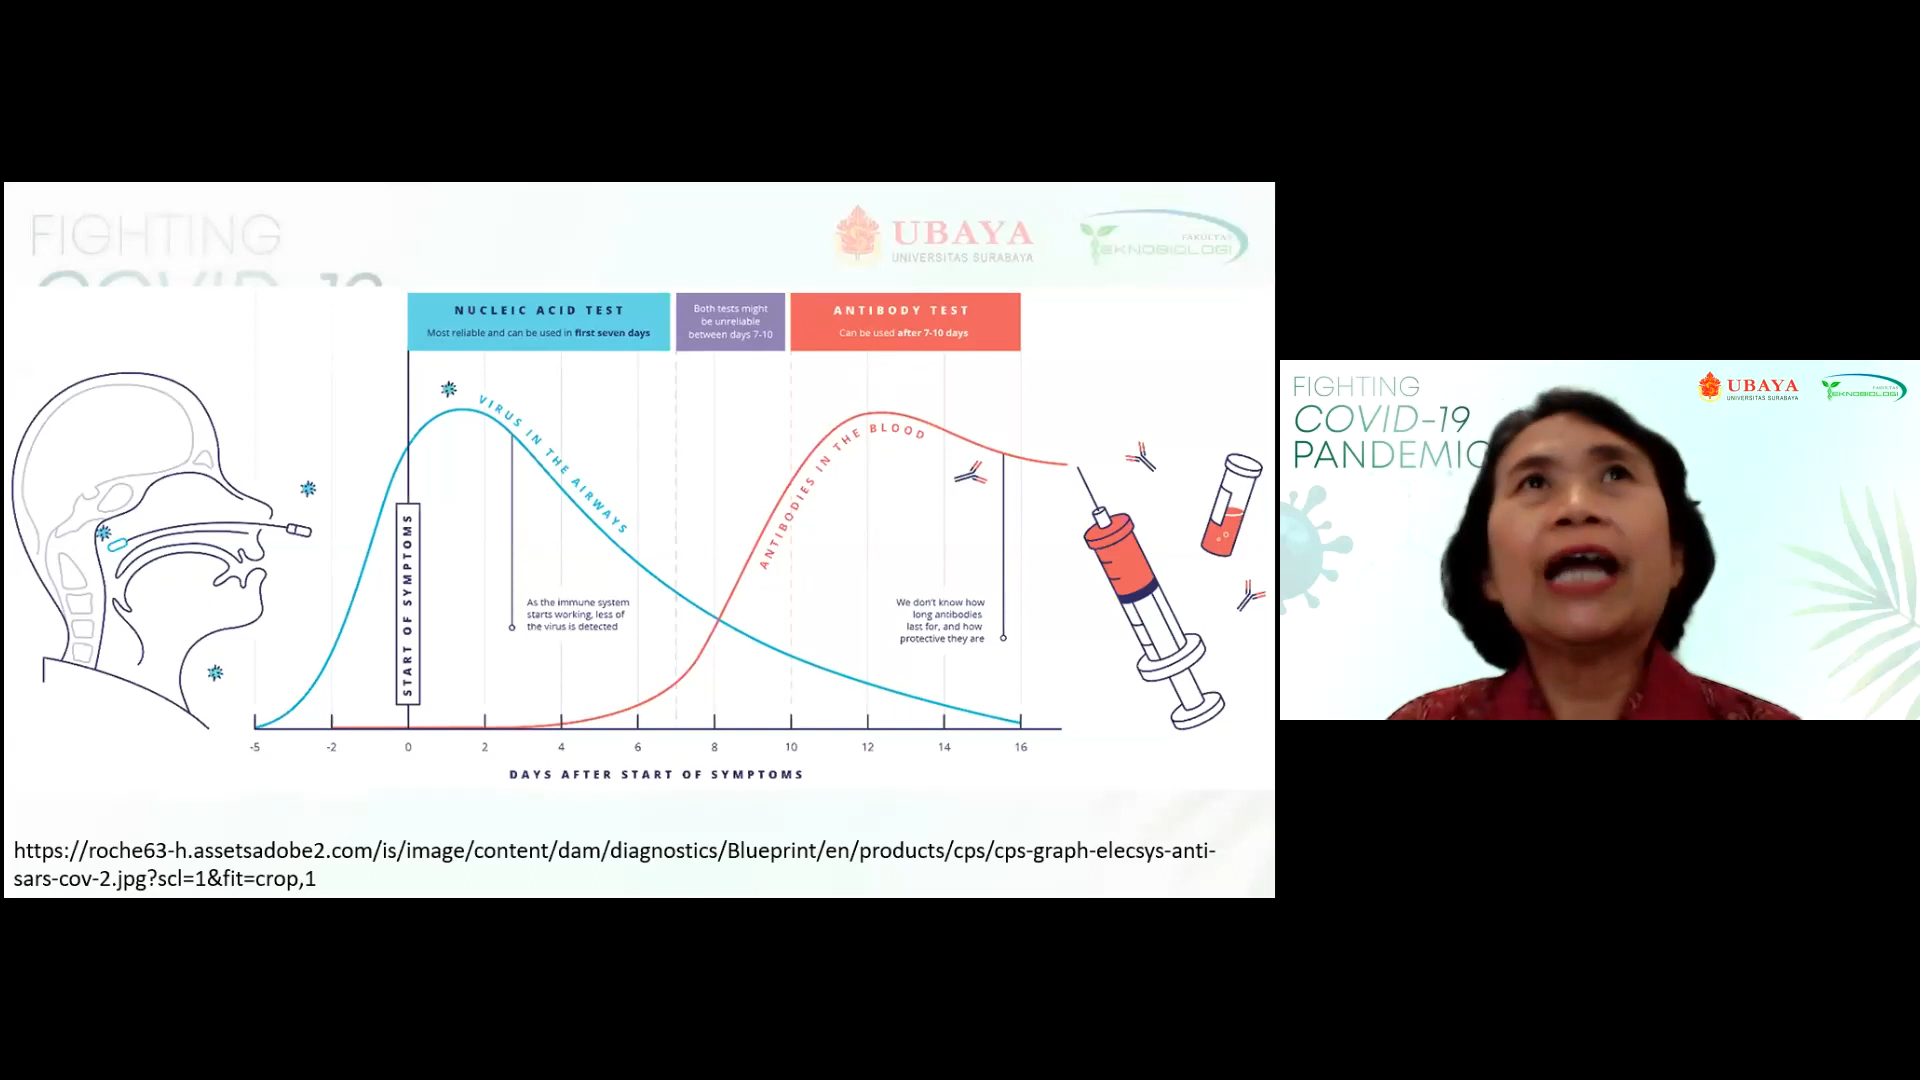 FIGHTING
COVID-19
UBAYA
UNIVERSITAS SURABAYA
FAKULTAS
TEKNOBIOLOGI
NUCLEIC ACID TEST
Most reliable and can be used in first seven days
Both tests might
be unreliable
between days 7-10
ANTIBODY TEST
Can be used after 7-10 days
VIRUS IN THE AIRWAYS
ANTIBODIES IN THE BLOOD
START OF SYMPTOMS
As the immune system
starts working, less of
the virus is detected
We don't know how
long antibodies
last for, and how
protective they are
-5 -2 0 2 4 6 8 10 12 14 16
DAYS AFTER START OF SYMPTOMS
https://roche63-h.assetsadobe2.com/is/image/content/dam/diagnostics/Blueprint/en/products/cps/cps-graph-elecsys-anti-
sars-cov-2.jpg?scl=1&fit=crop,1
FIGHTING
COVID-19
PANDEMIC
UBAYA
UNIVERSITAS SURABAYA
FAKULTAS
TEKNOBIOLOGI